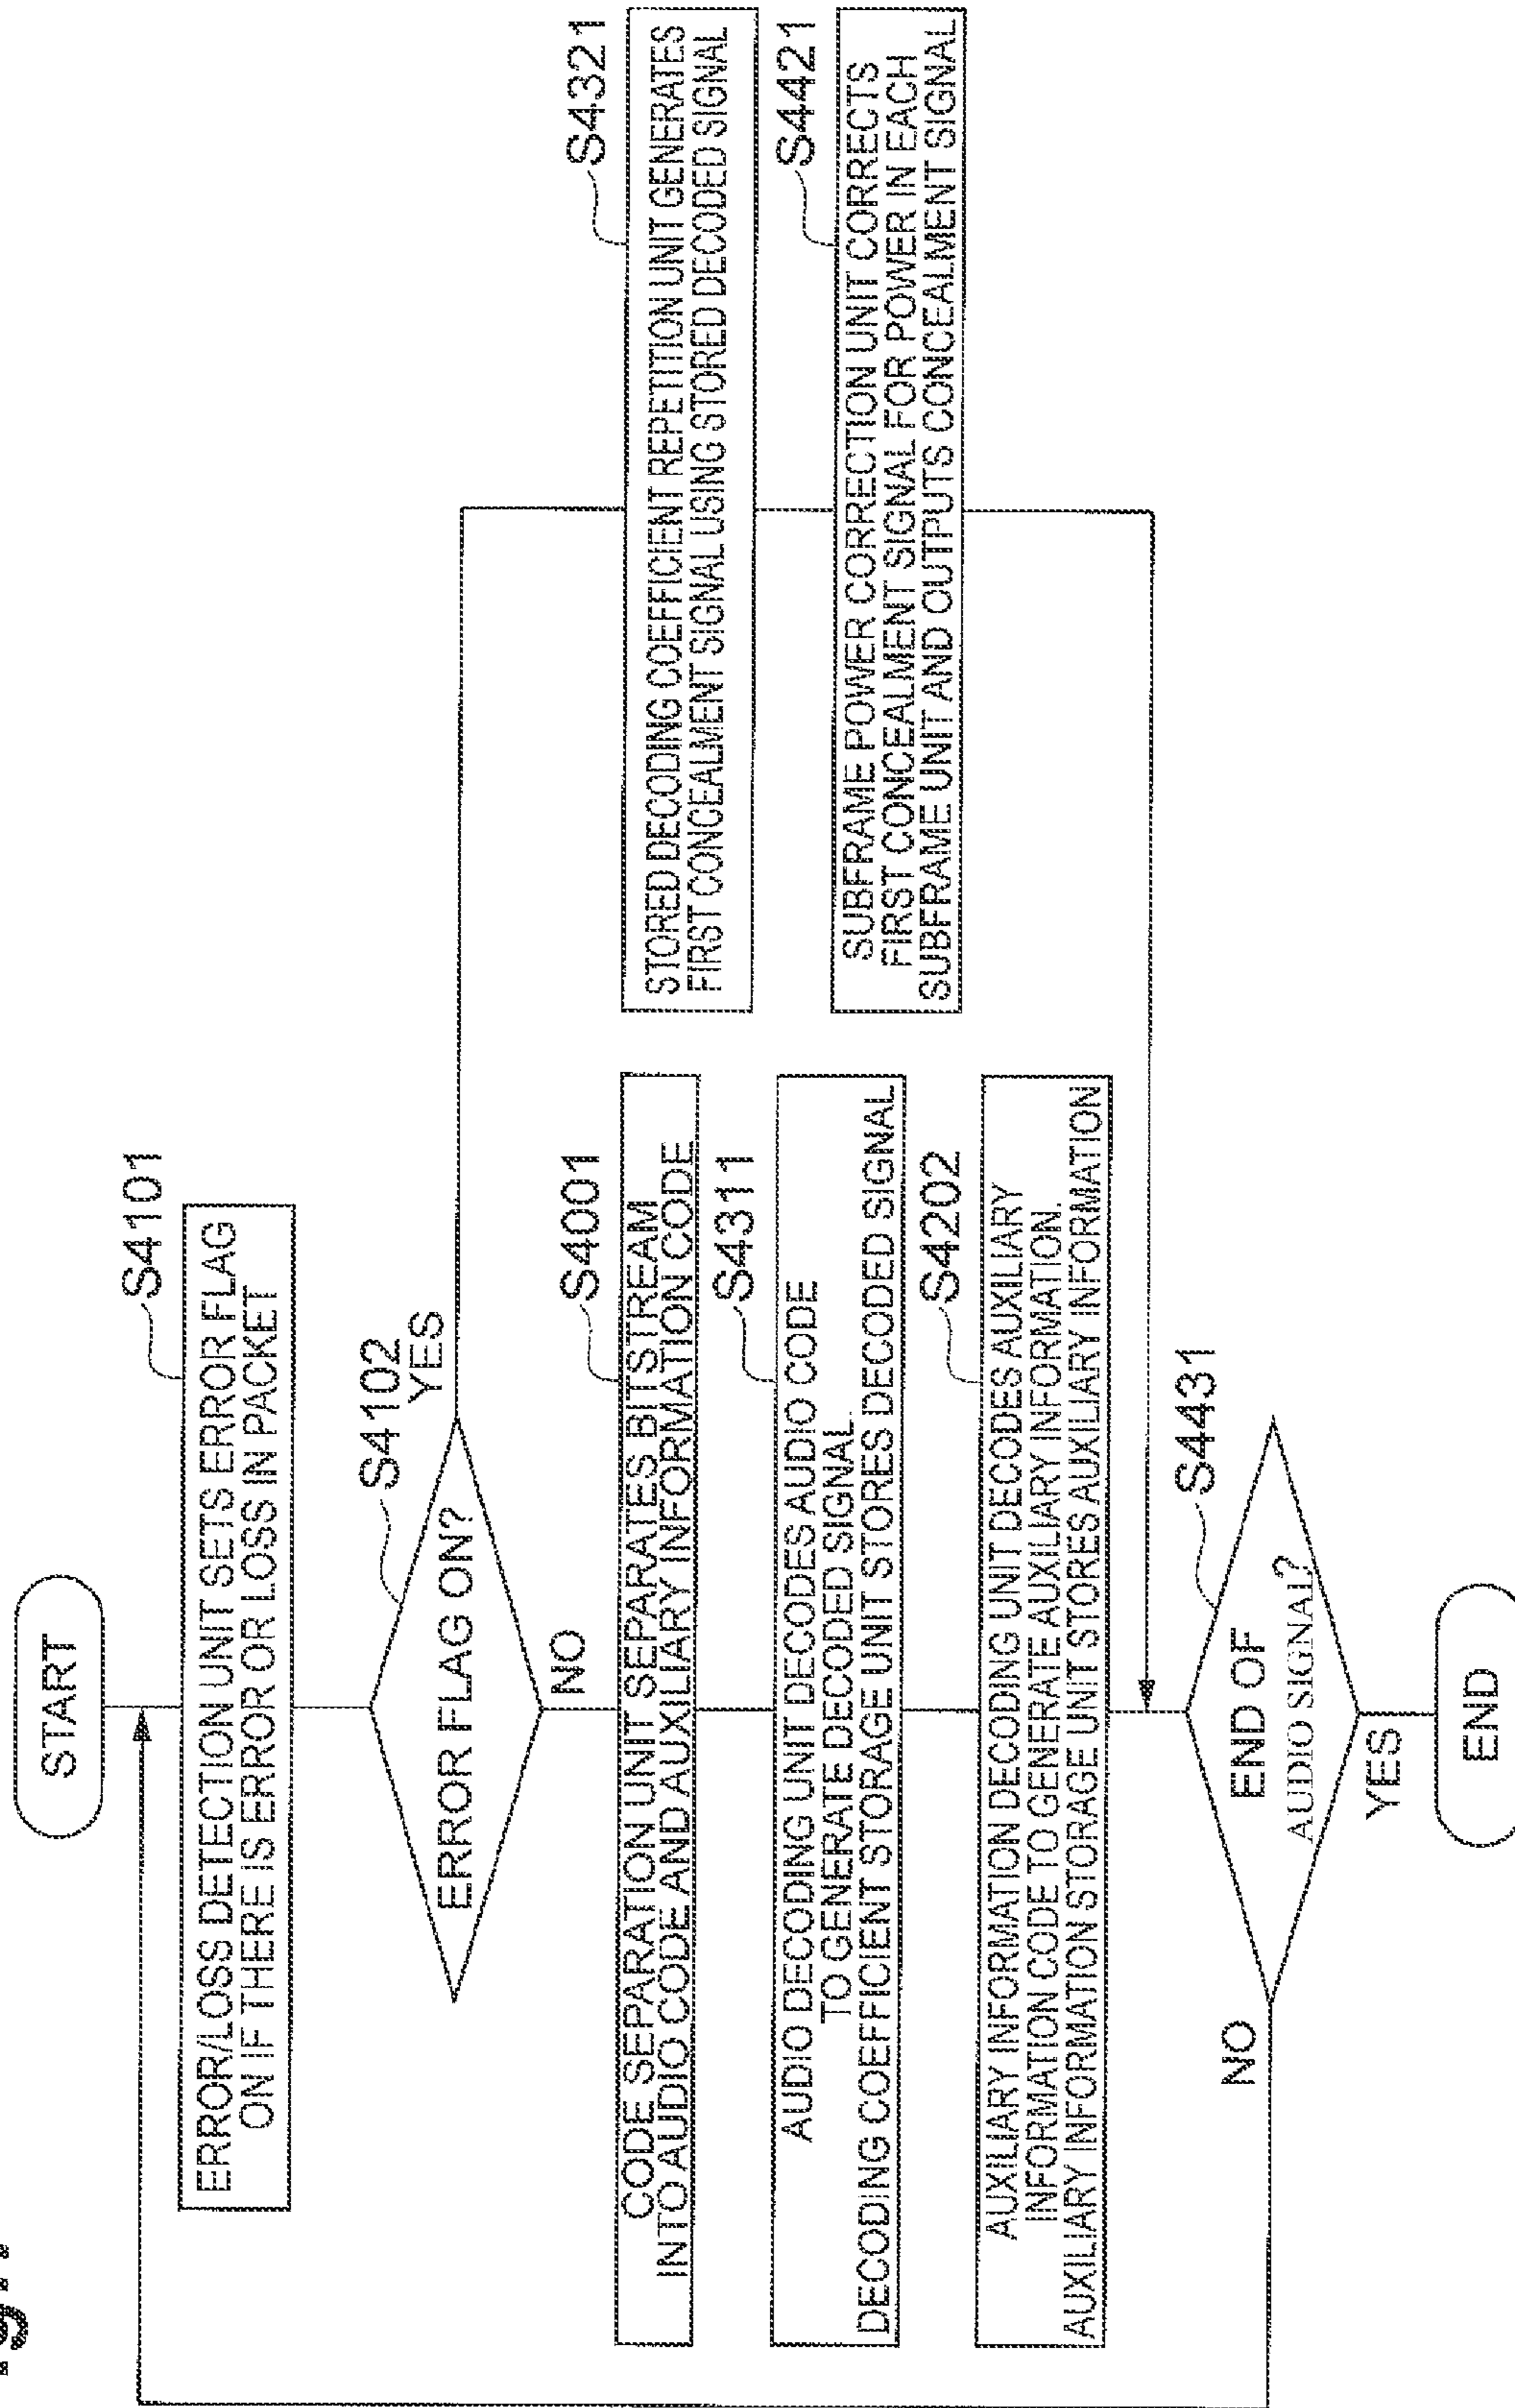 START
S4101
ERROR/LOSS DETECTION UNIT SETS ERROR FLAG
ON IF THERE IS ERROR OR LOSS IN PACKET
S4102
ERROR FLAG ON?
YES
NO
S4001
CODE SEPARATION UNIT SEPARATES BITSTREAM
INTO AUDIO CODE AND AUXILIARY INFORMATION CODE
S4311
AUDIO DECODING UNIT DECODES AUDIO CODE
TO GENERATE DECODED SIGNAL.
DECODING COEFFICIENT STORAGE UNIT STORES DECODED SIGNAL
S4202
AUXILIARY INFORMATION DECODING UNIT DECODES AUXILIARY
INFORMATION CODE TO GENERATE AUXILIARY INFORMATION.
AUXILIARY INFORMATION STORAGE UNIT STORES AUXILIARY INFORMATION
S4321
STORED DECODING COEFFICIENT REPETITION UNIT GENERATES
FIRST CONCEALMENT SIGNAL USING STORED DECODED SIGNAL
S4421
SUBFRAME POWER CORRECTION UNIT CORRECTS
FIRST CONCEALMENT SIGNAL FOR POWER IN EACH
SUBFRAME UNIT AND OUTPUTS CONCEALMENT SIGNAL
S4431
END OF
AUDIO SIGNAL?
NO
YES
END